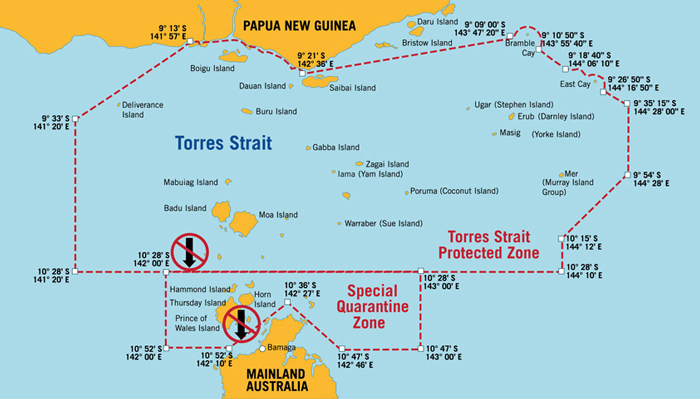 9° 13' S
141° 57' E
PAPUA NEW GUINEA
Daru Island
9° 09' 00" S
143° 47' 20" E
Bramble
Cay
9° 10' 50" S
143° 55' 40" E
Bristow Island
9° 21' S
142° 36' E
Boigu Island
9° 18' 40" S
144° 06' 10" E
Dauan Island
Saibai Island
East Cay
9° 26' 50" S
144° 16' 50" E
9° 33' S
141° 20' E
Deliverance
Island
Buru Island
Ugar (Stephen Island)
Erub (Darnley Island)
9° 35' 15" S
144° 28' 00" E
Masig
(Yorke Island)
Torres Strait
Gabba Island
Zagai Island
Iama (Yam Island)
9° 54' S
144° 28' E
Mabuiag Island
Mer
(Murray Island
Group)
Poruma (Coconut Island)
Badu Island
Moa Island
Warraber (Sue Island)
Torres Strait
Protected Zone
10° 15' S
144° 12' E
10° 28' S
142° 00' E
10° 28' S
141° 20' E
10° 28' S
143° 00' E
10° 28' S
144° 10' E
Hammond Island
Thursday Island
Horn
Island
10° 36' S
142° 27' E
Special
Quarantine
Zone
Prince of
Wales Island
10° 52' S
142° 00' E
10° 52' S
142° 10' E
Bamaga
10° 47' S
142° 46' E
10° 47' S
143° 00' E
MAINLAND
AUSTRALIA